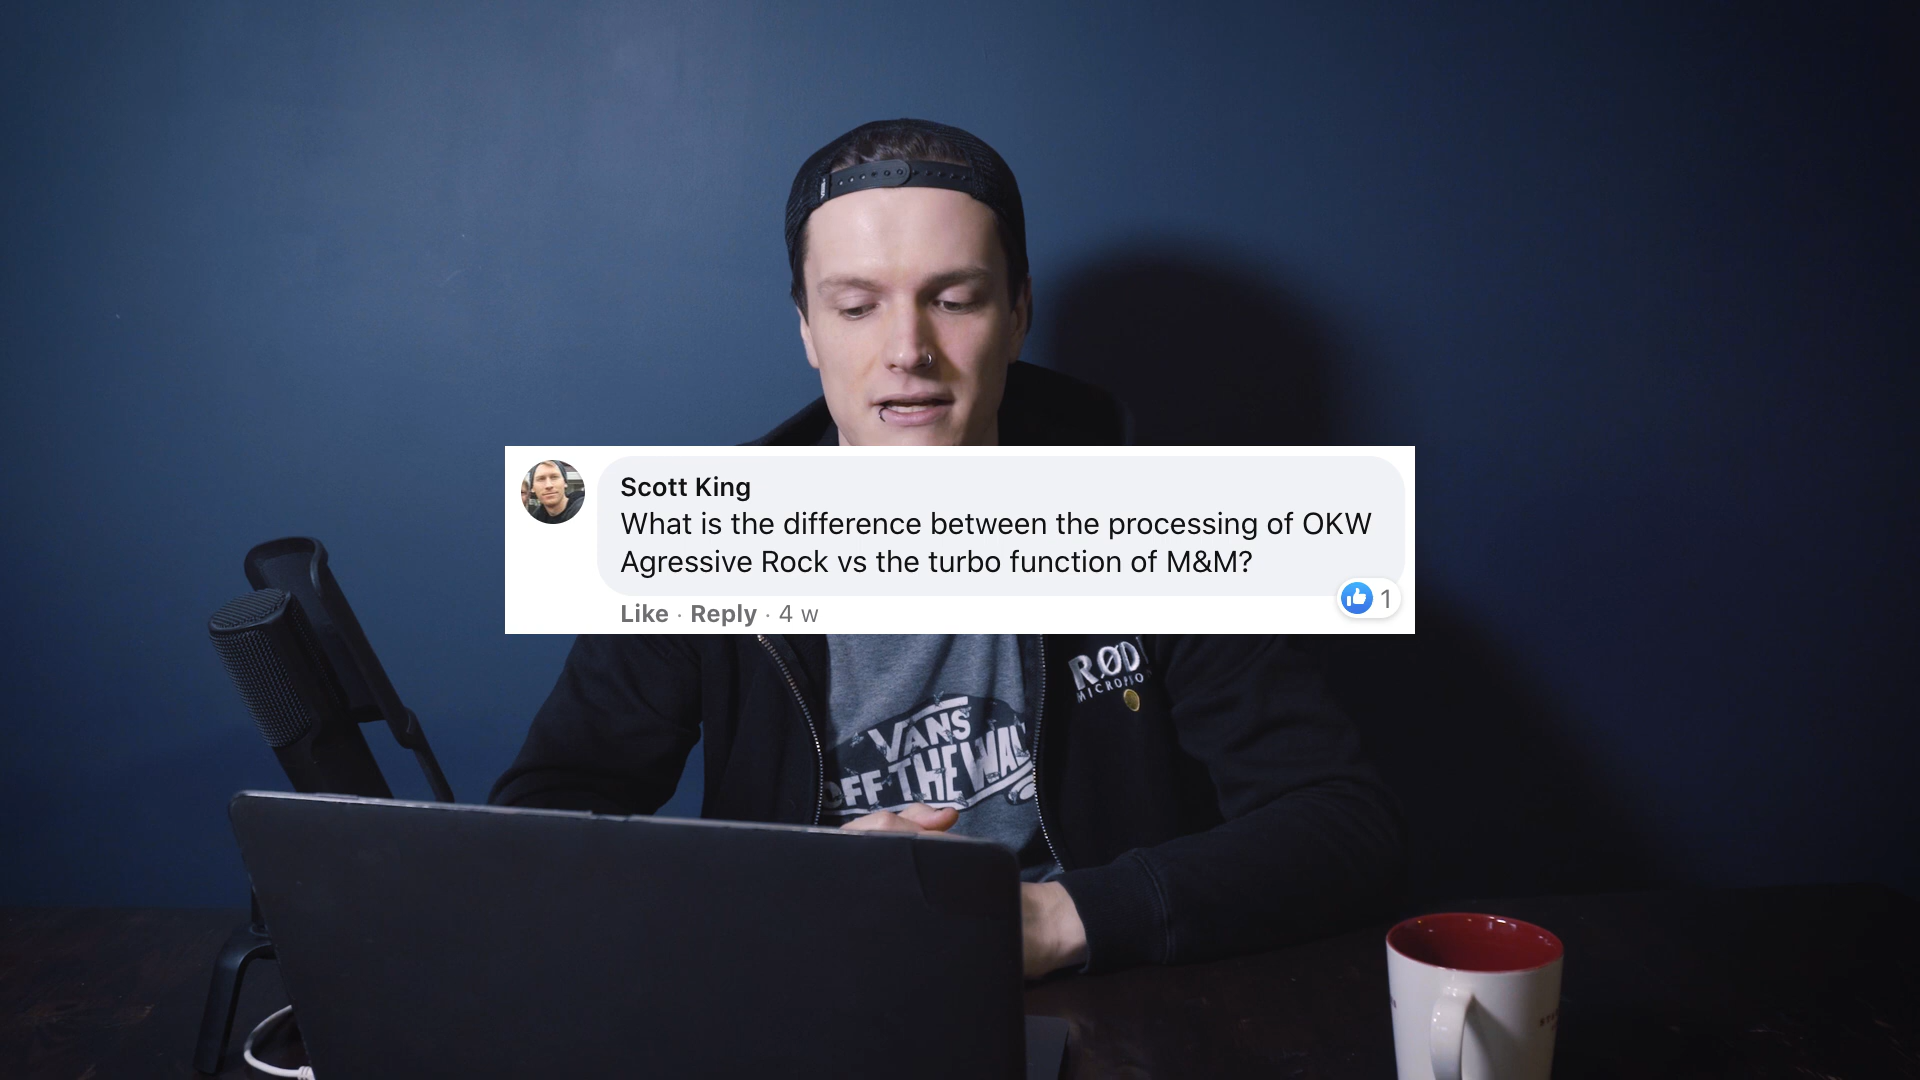 Scott King
What is the difference between the processing of OKW
Agressive Rock vs the turbo function of M&M?
Like · Reply · 4 w
1
RØD
MICROPHO
VANS
OFF THE WAL